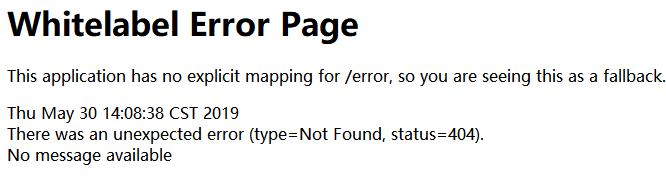 Whitelabel Error Page
This application has no explicit mapping for /error, so you are seeing this as a fallback.
Thu May 30 14:08:38 CST 2019
There was an unexpected error (type=Not Found, status=404).
No message available